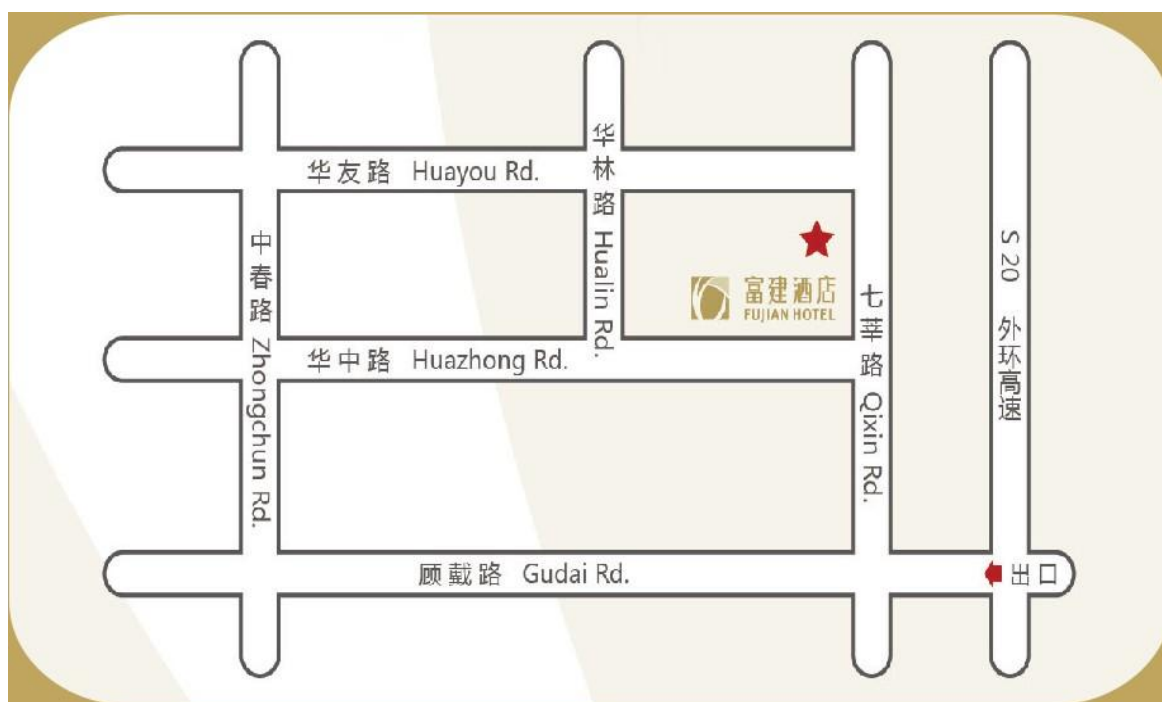 华友路 Huayou Rd.
华林路 Hualin Rd.
中春路 Zhongchun Rd.
富建酒店
FUJIAN HOTEL
华中路 Huazhong Rd.
七莘路 Qixin Rd.
S20 外环高速
顾戴路 Gudai Rd.
出口